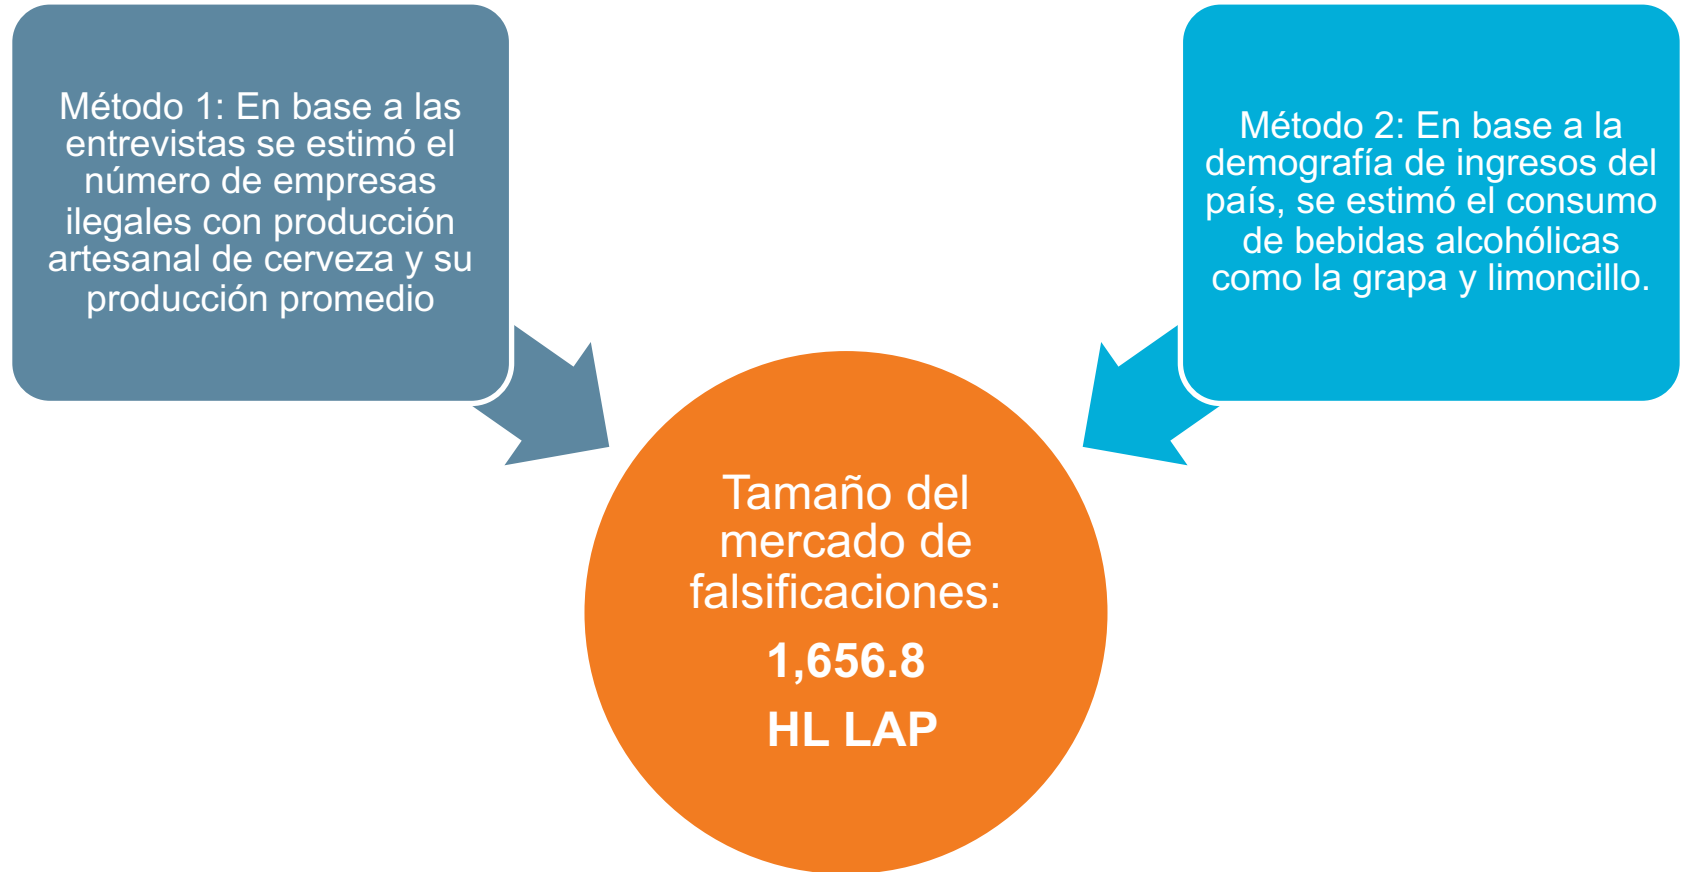 Método 1: En base a las
entrevistas se estimó el
número de empresas
ilegales con producción
artesanal de cerveza y su
producción promedio
Método 2: En base a la
demografía de ingresos del
país, se estimó el consumo
de bebidas alcohólicas
como la grapa y limoncillo.
Tamaño del
mercado de
falsificaciones:
1,656.8
HL LAP